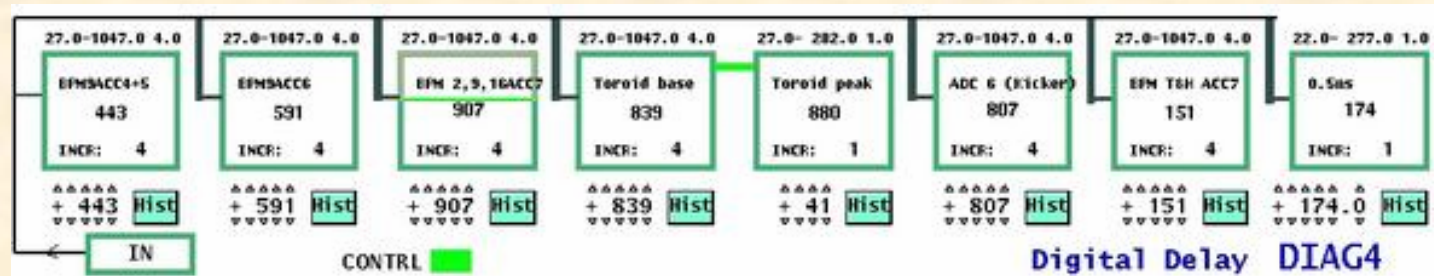 27.0-1047.0 4.0 27.0-1047.0 4.0 27.0-1047.0 4.0 27.0-1047.0 4.0 27.0- 282.0 1.0 27.0-1047.0 4.0 27.0-1047.0 4.0 22.0- 277.0 1.0
BPM9ACC4+5 BPM9ACC6 BPM 2,9,16ACC7 Toroid base Toroid peak ADC 6 (Kicker) BPM T&H ACC7 0.5us
443 591 907 839 880 807 151 174
INCR: 4 INCR: 4 INCR: 4 INCR: 4 INCR: 1 INCR: 4 INCR: 4 INCR: 1
+ 443 Hist + 591 Hist + 907 Hist + 839 Hist + 41 Hist + 807 Hist + 151 Hist + 174.0 Hist
IN CONTRL Digital Delay DIAG4